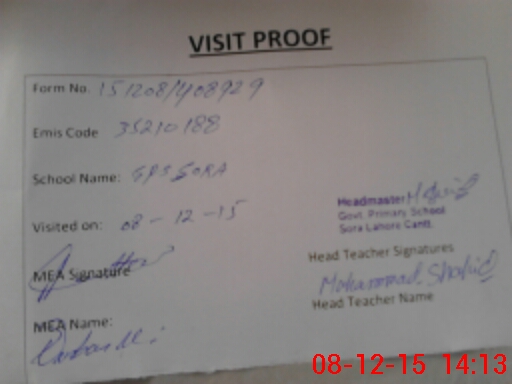 VISIT PROOF
Form No. 151208/408929
Emis Code 35210188
School Name: GPS SORA
Visited on: 08-12-15
Headmaster
Govt. Primary School
Sora Lahore Cantt.
MEA Signature
Head Teacher Signatures
Mohammad Shahid
Head Teacher Name
MEA Name:
08-12-15 14:13